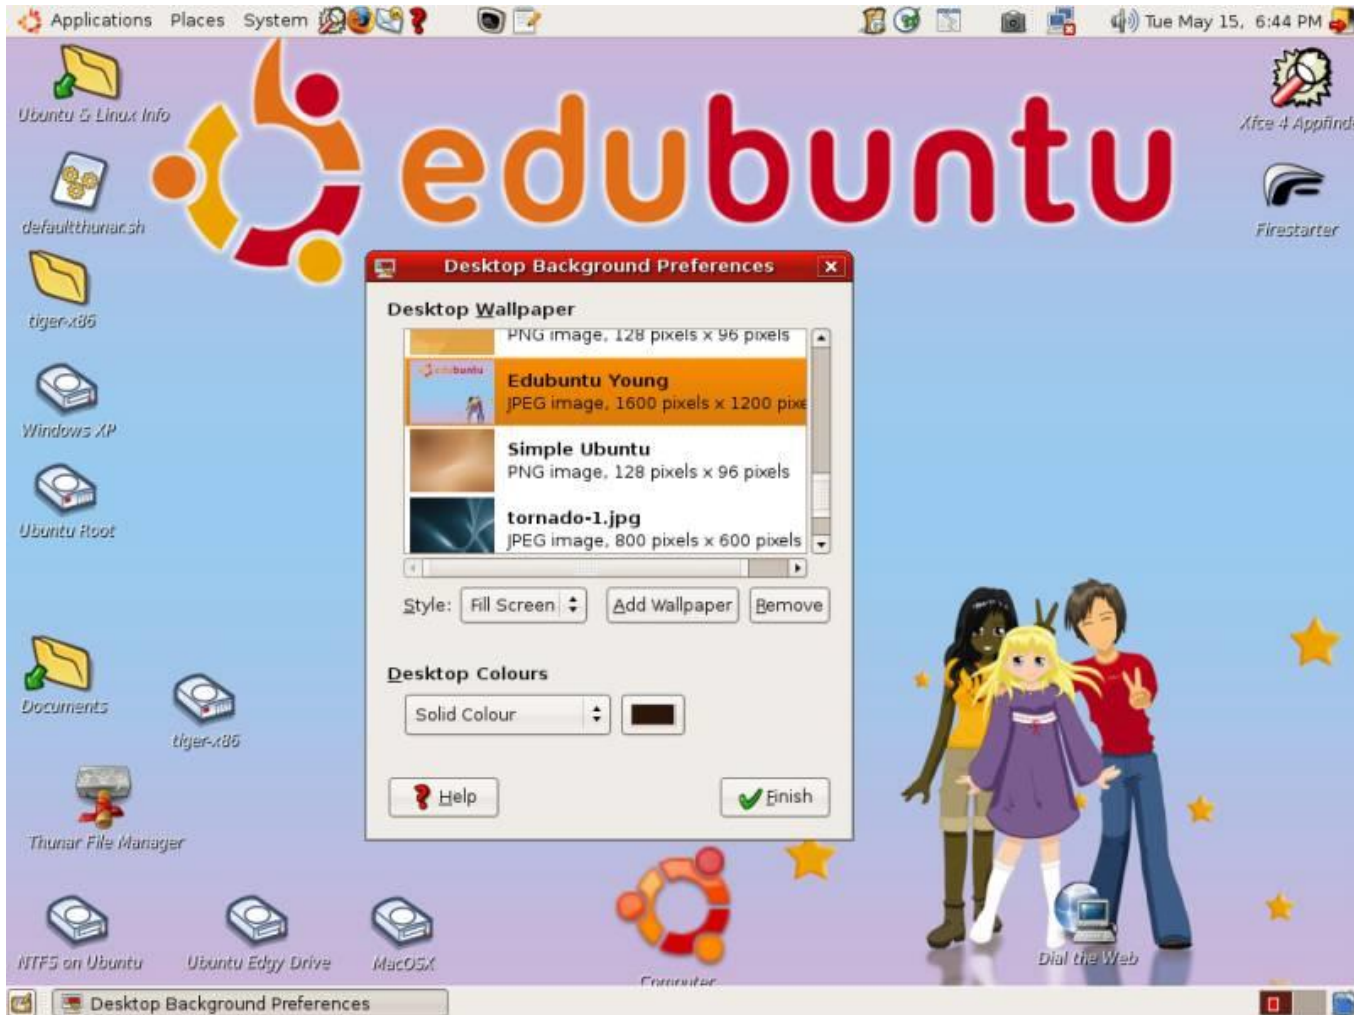 Applications Places System
Tue May 15, 6:44 PM
Ubuntu & Linux Info
Xfce 4 Appfind
edubuntu
defaultthunar.sh
Firestarter
tiger-x86
Windows XP
Ubuntu Root
Documents
tiger-x86
Thunar File Manager
NTFS on Ubuntu
Ubuntu Edgy Drive
MacOSX
Computer
Dial the Web
Desktop Background Preferences
Desktop Wallpaper
PNG image, 128 pixels x 96 pixels
edubuntu
Edubuntu Young
JPEG image, 1600 pixels x 1200 pixe
Simple Ubuntu
PNG image, 128 pixels x 96 pixels
tornado-1.jpg
JPEG image, 800 pixels x 600 pixels
Style: Fill Screen Add Wallpaper Remove
Desktop Colours
Solid Colour
Help Finish
Desktop Background Preferences